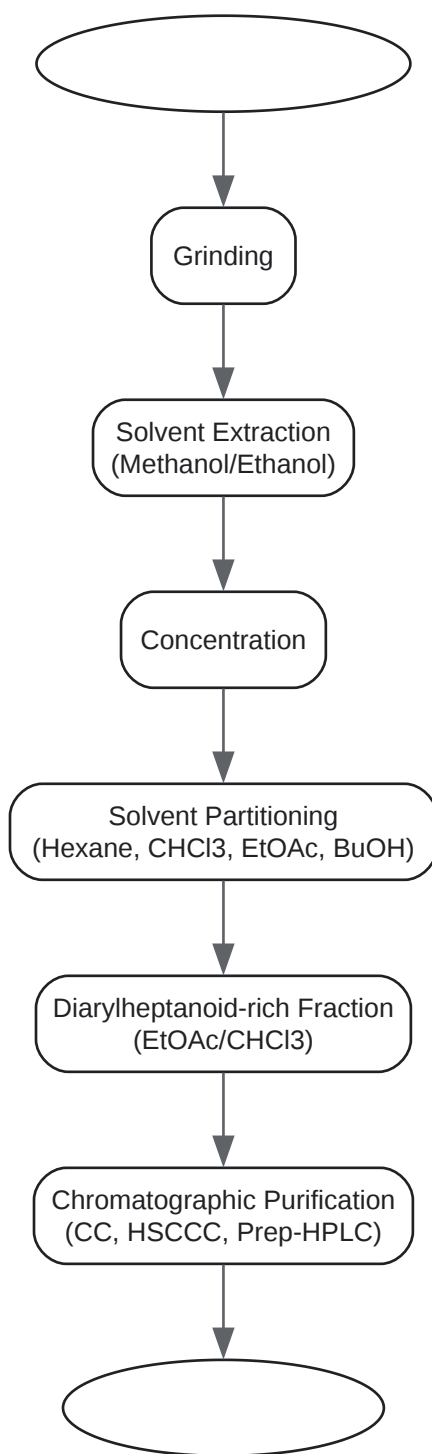 Grinding
Solvent Extraction
(Methanol/Ethanol)
Concentration
Solvent Partitioning
(Hexane, CHCl3, EtOAc, BuOH)
Diarylheptanoid-rich Fraction
(EtOAc/CHCl3)
Chromatographic Purification
(CC, HSCCC, Prep-HPLC)